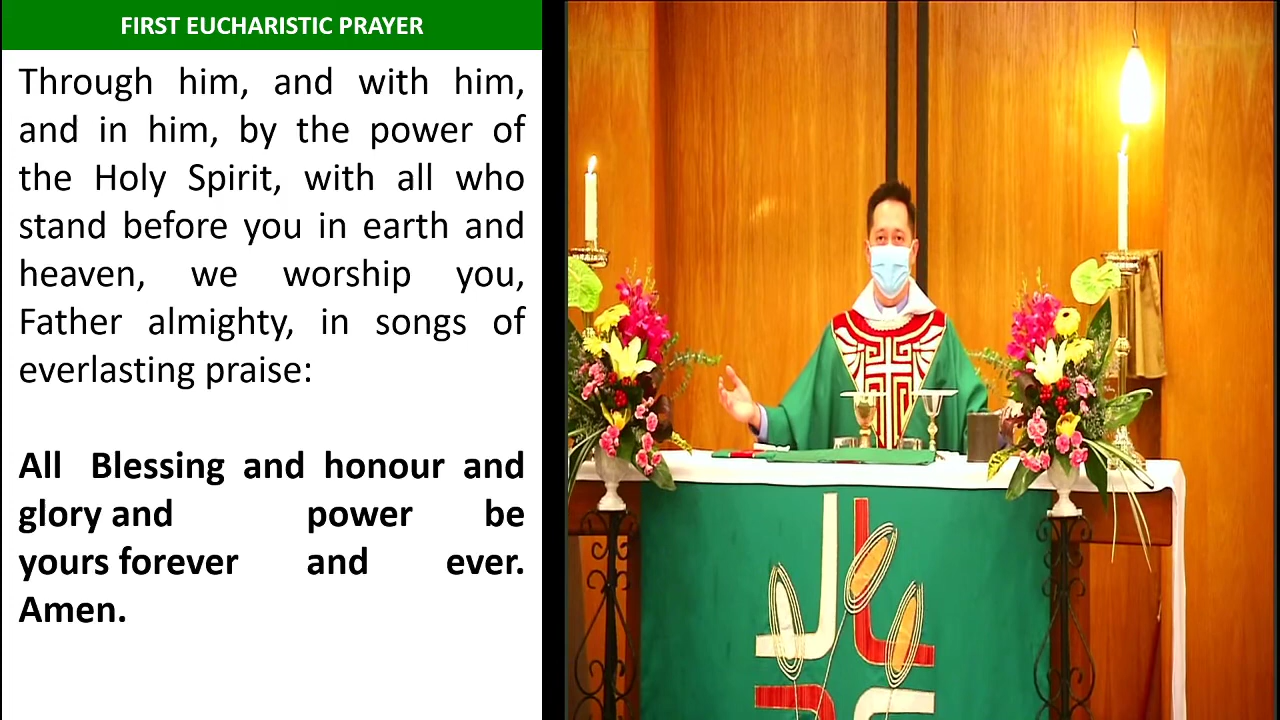 FIRST EUCHARISTIC PRAYER
Through him, and with him,
and in him, by the power of
the Holy Spirit, with all who
stand before you in earth and
heaven, we worship you,
Father almighty, in songs of
everlasting praise:
All Blessing and honour and
glory and power be
yours forever and ever.
Amen.